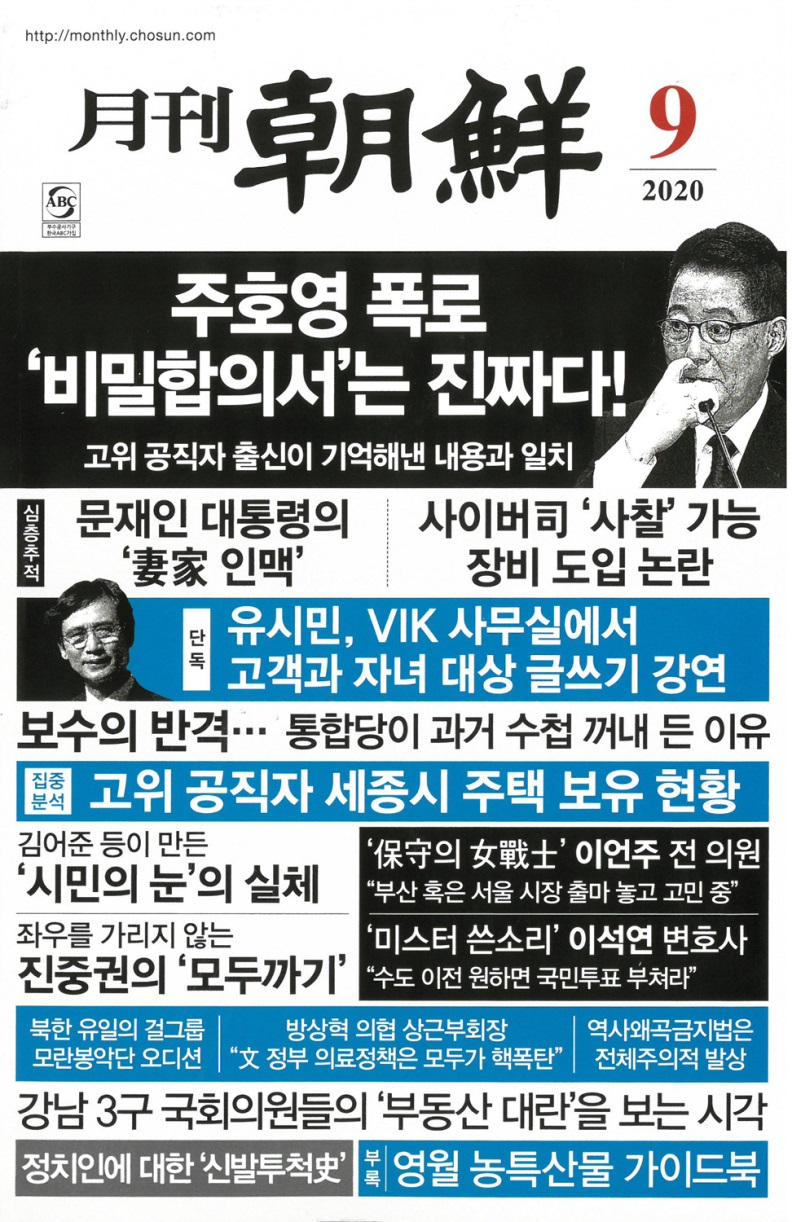 http://monthly.chosun.com
月刊 朝鮮
9
2020
ABC
부수공사기구
한국ABC가입
주호영 폭로
‘비밀합의서’는 진짜다!
고위 공직자 출신이 기억해낸 내용과 일치
심층추적
문재인 대통령의
‘妻家 인맥’
사이버司 ‘사찰’ 가능
장비 도입 논란
단독
유시민, VIK 사무실에서
고객과 자녀 대상 글쓰기 강연
보수의 반격… 통합당이 과거 수첩 꺼내 든 이유
집중
분석
고위 공직자 세종시 주택 보유 현황
김어준 등이 만든
‘시민의 눈’의 실체
좌우를 가리지 않는
진중권의 ‘모두까기’
‘保守의 女戰士’ 이언주 전 의원
“부산 혹은 서울 시장 출마 놓고 고민 중”
‘미스터 쓴소리’ 이석연 변호사
“수도 이전 원하면 국민투표 부쳐라”
북한 유일의 걸그룹
모란봉악단 오디션
방상혁 의협 상근부회장
“文 정부 의료정책은 모두가 핵폭탄”
역사왜곡금지법은
전체주의적 발상
강남 3구 국회의원들의 ‘부동산 대란’을 보는 시각
정치인에 대한 ‘신발투척史’
부록
영월 농특산물 가이드북